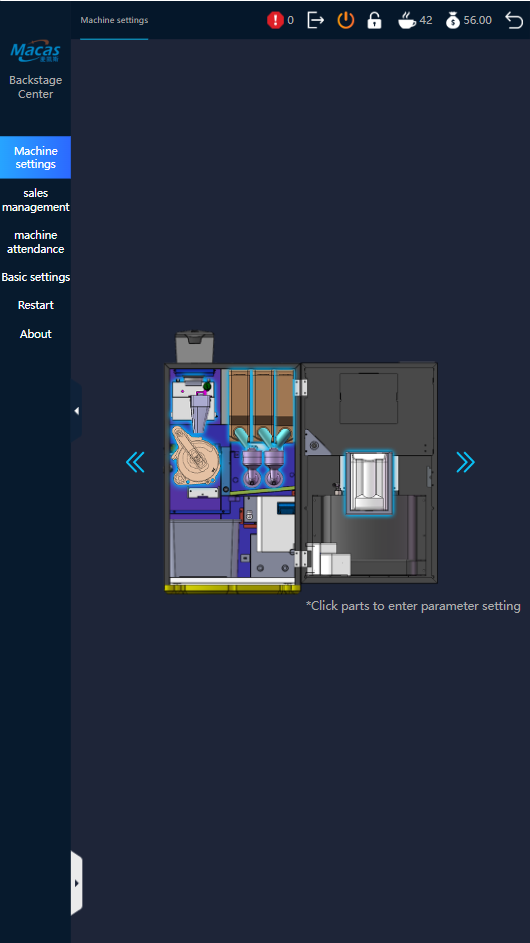 Machine settings
0
42
56.00
Macas
Backstage
Center
Machine
settings
sales
management
machine
attendance
Basic settings
Restart
About
*Click parts to enter parameter setting